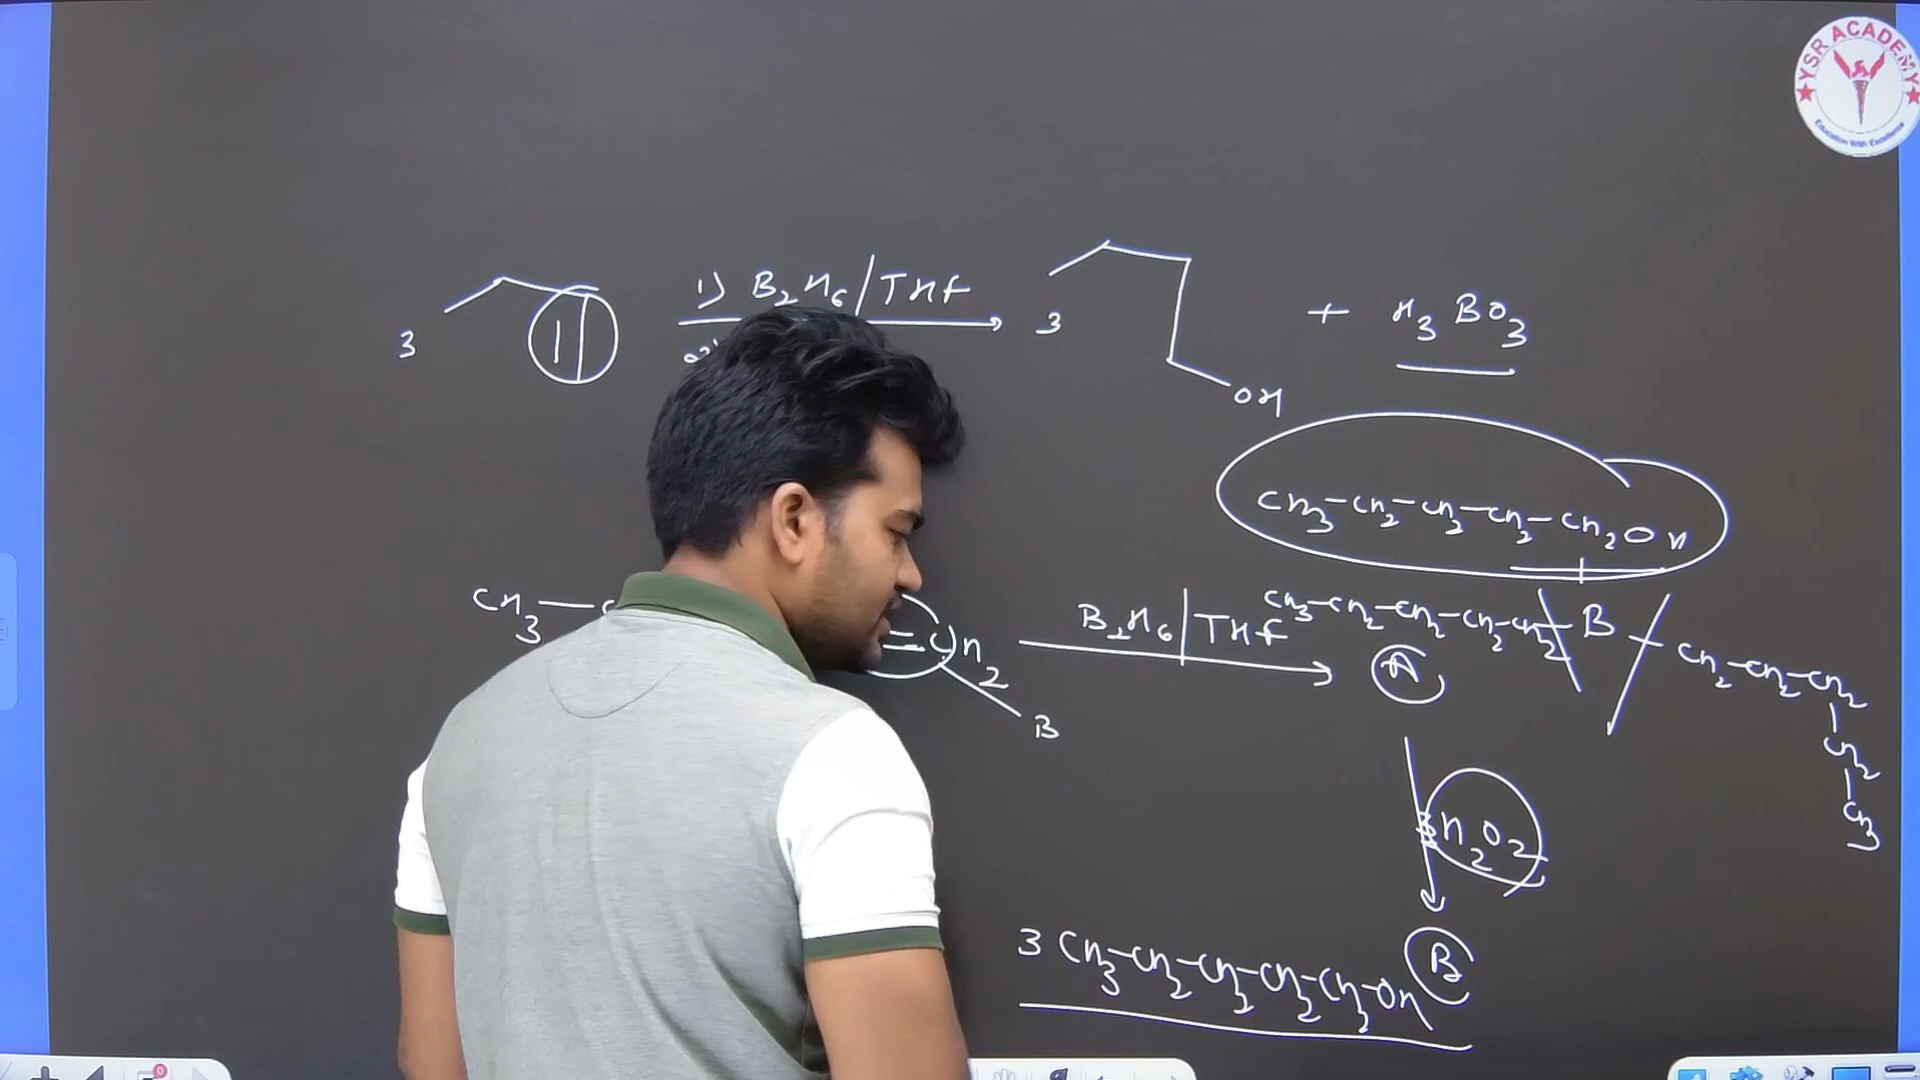 YSR ACADEMY
Education With Excellence
3
1) B₂H₆ / THF
3
OH
+ H₃BO₃
CH₃-CH₂-CH₂-CH₂-CH₂OH
CH₃-
=CH₂
B
B₂H₆ / THF
CH₃-CH₂-CH₂-CH₂-CH₂-B-CH₂-CH₂-CH₂
CH₂
CH₃
A
H₂O₂
B
3 CH₃-CH₂-CH₂-CH₂-CH₂-OH
0